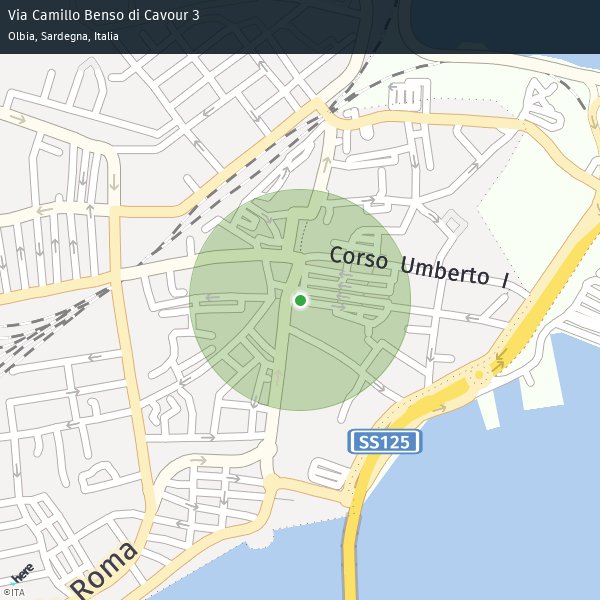 Via Camillo Benso di Cavour 3
Olbia, Sardegna, Italia
Corso Umberto I
SS125
Roma
here
©ITA